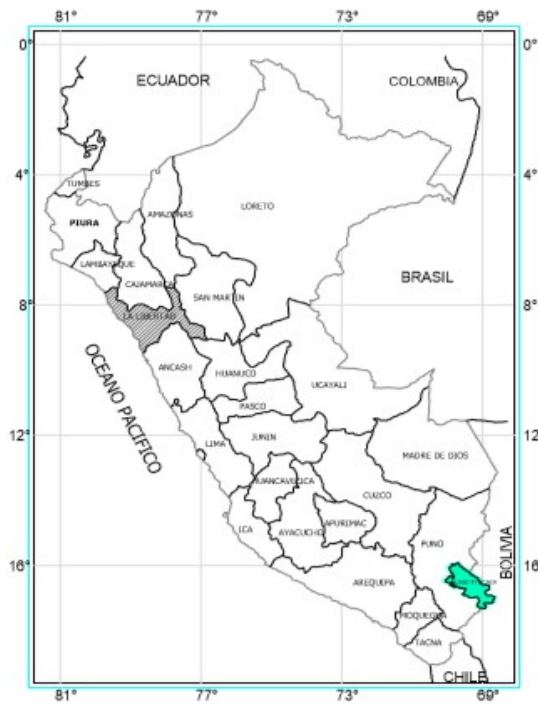 81° 77° 73° 69°
0° 0°
ECUADOR
COLOMBIA
4° 4°
TUMBES
AMAZONAS
LORETO
PIURA
LAMBAYEQUE
CAJAMARCA
BRASIL
SAN MARTIN
8° 8°
LA LIBERTAD
ANCASH
HUANUCO
UCAYALI
OCEANO PACIFICO
PASCO
12° 12°
LIMA
JUNIN
MADRE DE DIOS
HUANCAVELICA
CUZCO
ICA
AYACUCHO
APURIMAC
PUNO
BOLIVIA
16° 16°
AREQUIPA
MOQUEGUA
TACNA
CHILE
81° 77° 73° 69°